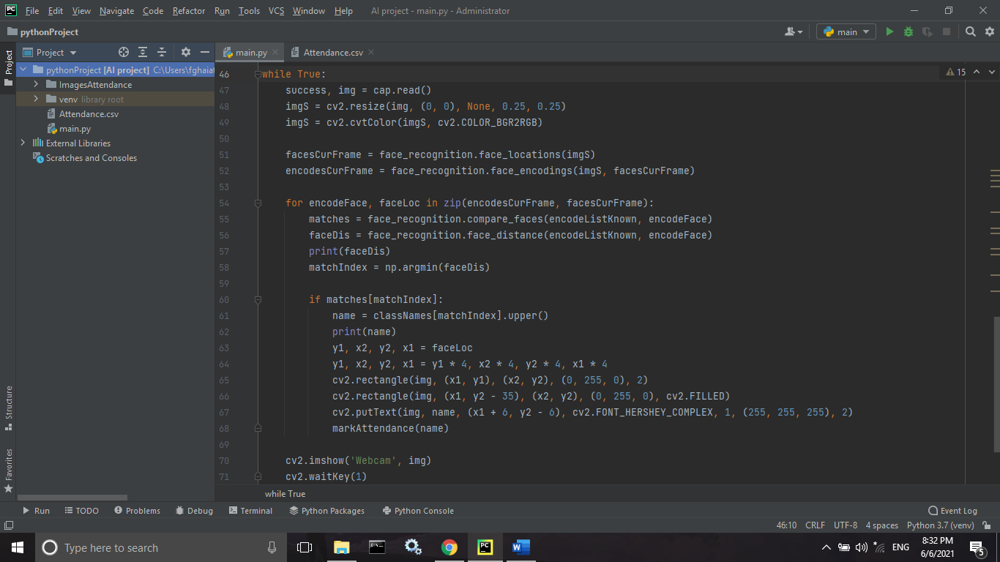 PC File Edit View Navigate Code Refactor Run Tools VCS Window Help AI project - main.py - Administrator
pythonProject main
Project main.py Attendance.csv
Project
pythonProject [AI project] C:\Users\fghaiat
ImagesAttendance
venv library root
Attendance.csv
main.py
External Libraries
Scratches and Consoles
15
46 while True:
47 success, img = cap.read()
48 imgS = cv2.resize(img, (0, 0), None, 0.25, 0.25)
49 imgS = cv2.cvtColor(imgS, cv2.COLOR_BGR2RGB)
50
51 facesCurFrame = face_recognition.face_locations(imgS)
52 encodesCurFrame = face_recognition.face_encodings(imgS, facesCurFrame)
53
54 for encodeFace, faceLoc in zip(encodesCurFrame, facesCurFrame):
55 matches = face_recognition.compare_faces(encodeListKnown, encodeFace)
56 faceDis = face_recognition.face_distance(encodeListKnown, encodeFace)
57 print(faceDis)
58 matchIndex = np.argmin(faceDis)
59
60 if matches[matchIndex]:
61 name = classNames[matchIndex].upper()
62 print(name)
63 y1, x2, y2, x1 = faceLoc
64 y1, x2, y2, x1 = y1 * 4, x2 * 4, y2 * 4, x1 * 4
65 cv2.rectangle(img, (x1, y1), (x2, y2), (0, 255, 0), 2)
66 cv2.rectangle(img, (x1, y2 - 35), (x2, y2), (0, 255, 0), cv2.FILLED)
67 cv2.putText(img, name, (x1 + 6, y2 - 6), cv2.FONT_HERSHEY_COMPLEX, 1, (255, 255, 255), 2)
68 markAttendance(name)
69
70 cv2.imshow('Webcam', img)
71 cv2.waitKey(1)
Structure
Favorites
while True
Run TODO Problems Debug Terminal Python Packages Python Console Event Log
46:10 CRLF UTF-8 4 spaces Python 3.7 (venv)
Type here to search PC W ENG 8:32 PM
6/6/2021 5